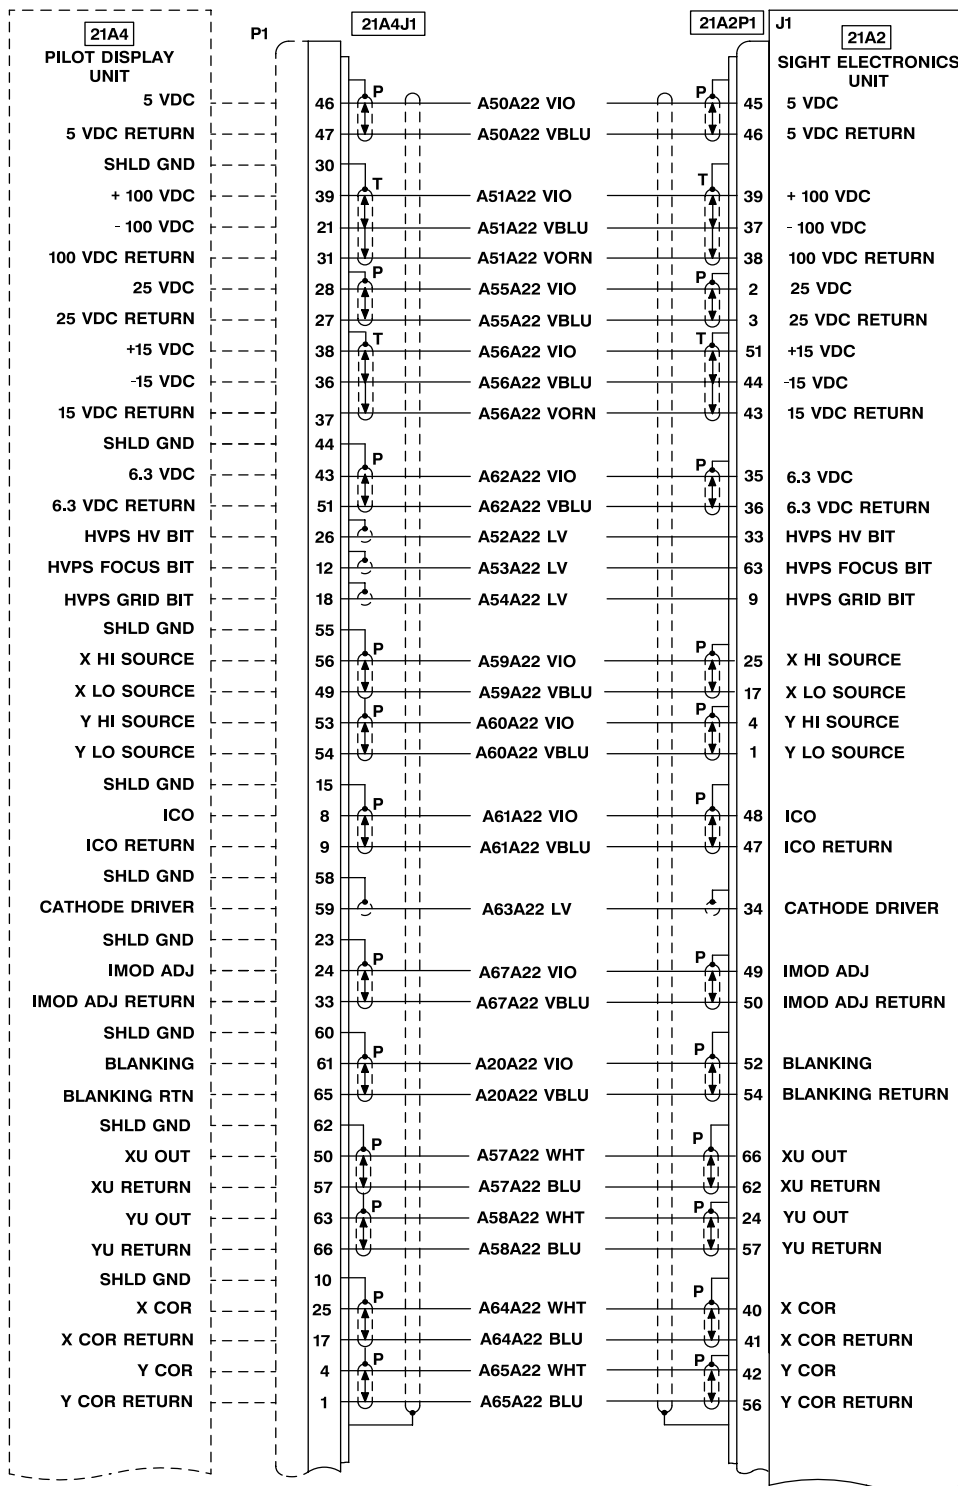 21A4 P1 21A4J1 21A2P1 J1 21A2
PILOT DISPLAY SIGHT ELECTRONICS
UNIT UNIT
5 VDC 46 P A50A22 VIO P 45 5 VDC
5 VDC RETURN 47 A50A22 VBLU 46 5 VDC RETURN
SHLD GND 30
+ 100 VDC 39 T A51A22 VIO T 39 + 100 VDC
- 100 VDC 21 A51A22 VBLU 37 - 100 VDC
100 VDC RETURN 31 A51A22 VORN 38 100 VDC RETURN
25 VDC 28 P A55A22 VIO P 2 25 VDC
25 VDC RETURN 27 A55A22 VBLU 3 25 VDC RETURN
+15 VDC 38 T A56A22 VIO T 51 +15 VDC
-15 VDC 36 A56A22 VBLU 44 -15 VDC
15 VDC RETURN 37 A56A22 VORN 43 15 VDC RETURN
SHLD GND 44
6.3 VDC 43 P A62A22 VIO P 35 6.3 VDC
6.3 VDC RETURN 51 A62A22 VBLU 36 6.3 VDC RETURN
HVPS HV BIT 26 A52A22 LV 33 HVPS HV BIT
HVPS FOCUS BIT 12 A53A22 LV 63 HVPS FOCUS BIT
HVPS GRID BIT 18 A54A22 LV 9 HVPS GRID BIT
SHLD GND 55
X HI SOURCE 56 P A59A22 VIO P 25 X HI SOURCE
X LO SOURCE 49 A59A22 VBLU 17 X LO SOURCE
Y HI SOURCE 53 P A60A22 VIO P 4 Y HI SOURCE
Y LO SOURCE 54 A60A22 VBLU 1 Y LO SOURCE
SHLD GND 15
ICO 8 P A61A22 VIO P 48 ICO
ICO RETURN 9 A61A22 VBLU 47 ICO RETURN
SHLD GND 58
CATHODE DRIVER 59 A63A22 LV 34 CATHODE DRIVER
SHLD GND 23
IMOD ADJ 24 P A67A22 VIO P 49 IMOD ADJ
IMOD ADJ RETURN 33 A67A22 VBLU 50 IMOD ADJ RETURN
SHLD GND 60
BLANKING 61 P A20A22 VIO P 52 BLANKING
BLANKING RTN 65 A20A22 VBLU 54 BLANKING RETURN
SHLD GND 62
XU OUT 50 P A57A22 WHT P 66 XU OUT
XU RETURN 57 A57A22 BLU 62 XU RETURN
YU OUT 63 P A58A22 WHT P 24 YU OUT
YU RETURN 66 A58A22 BLU 57 YU RETURN
SHLD GND 10
X COR 25 P A64A22 WHT P 40 X COR
X COR RETURN 17 A64A22 BLU 41 X COR RETURN
Y COR 4 P A65A22 WHT P 42 Y COR
Y COR RETURN 1 A65A22 BLU 56 Y COR RETURN